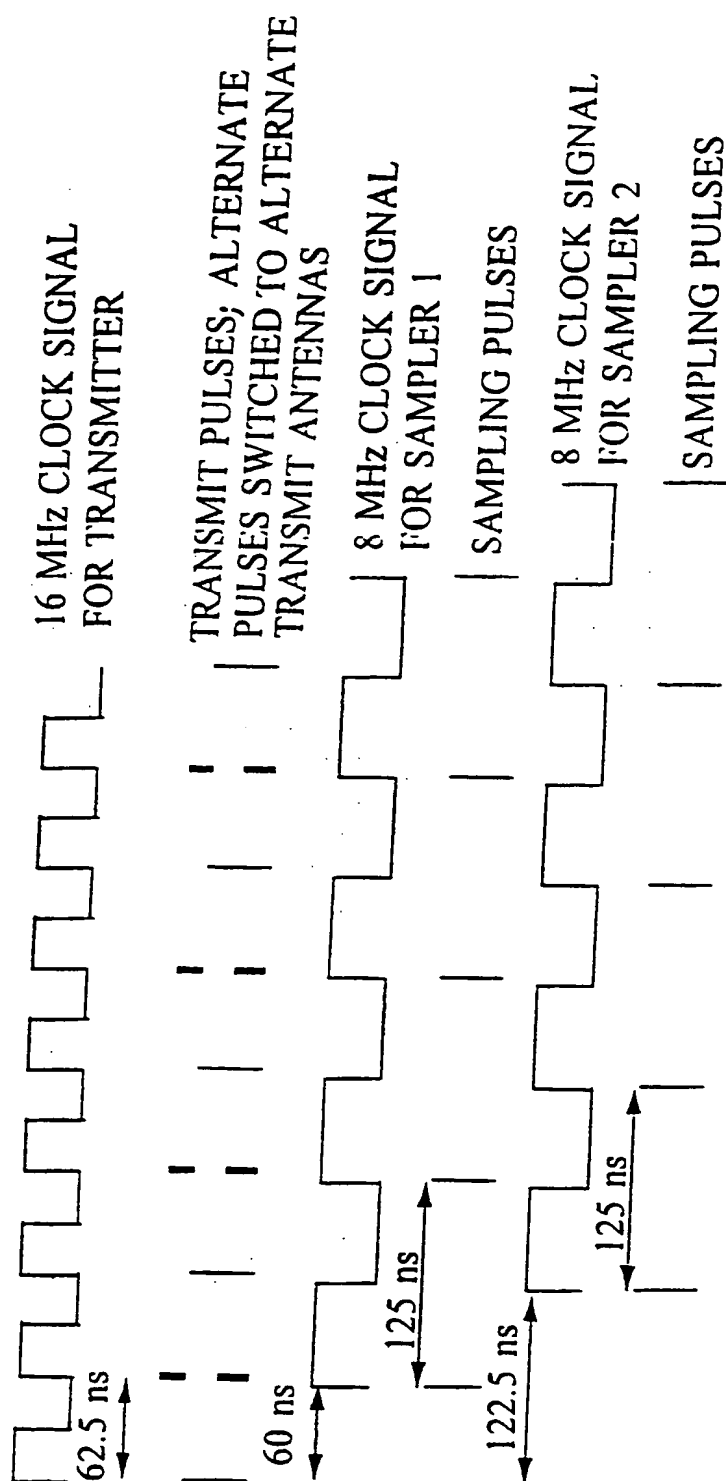 16 MHz CLOCK SIGNAL
FOR TRANSMITTER
62.5 ns
TRANSMIT PULSES; ALTERNATE
PULSES SWITCHED TO ALTERNATE
TRANSMIT ANTENNAS
60 ns
8 MHz CLOCK SIGNAL
FOR SAMPLER 1
125 ns
SAMPLING PULSES
122.5 ns
8 MHz CLOCK SIGNAL
FOR SAMPLER 2
125 ns
SAMPLING PULSES